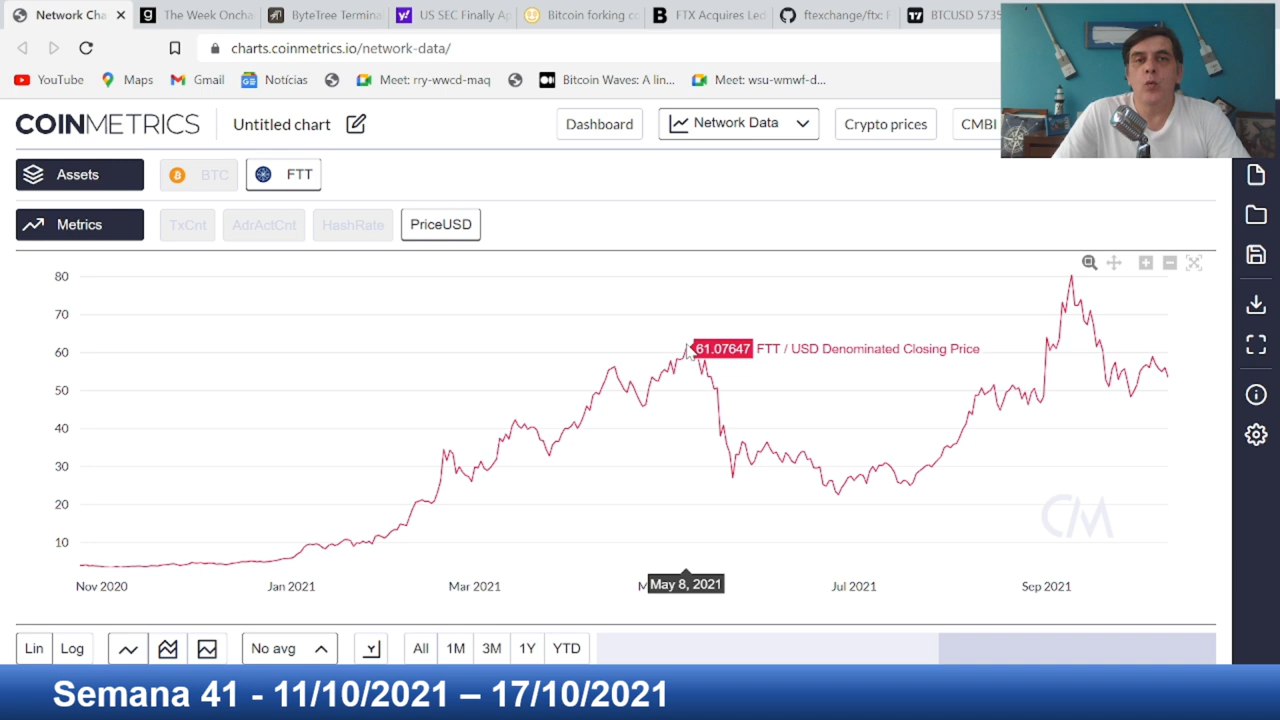 Network Cha
The Week Oncha
ByteTree Termina
US SEC Finally Ap
Bitcoin forking co
FTX Acquires Led
ftexchange/ftx: F
BTCUSD 5735
charts.coinmetrics.io/network-data/
YouTube
Maps
Gmail
Notícias
Meet: rry-wwcd-maq
Bitcoin Waves: A lin...
Meet: wsu-wmwf-d...
COINMETRICS
Untitled chart
Dashboard
Network Data
Crypto prices
CMBI
Assets
BTC
FTT
Metrics
TxCnt
AdrActCnt
HashRate
PriceUSD
80
70
60
50
40
30
20
10
61.07647 FTT / USD Denominated Closing Price
CM
Nov 2020
Jan 2021
Mar 2021
M
May 8, 2021
Jul 2021
Sep 2021
Lin
Log
No avg
All
1M
3M
1Y
YTD
Semana 41 - 11/10/2021 – 17/10/2021